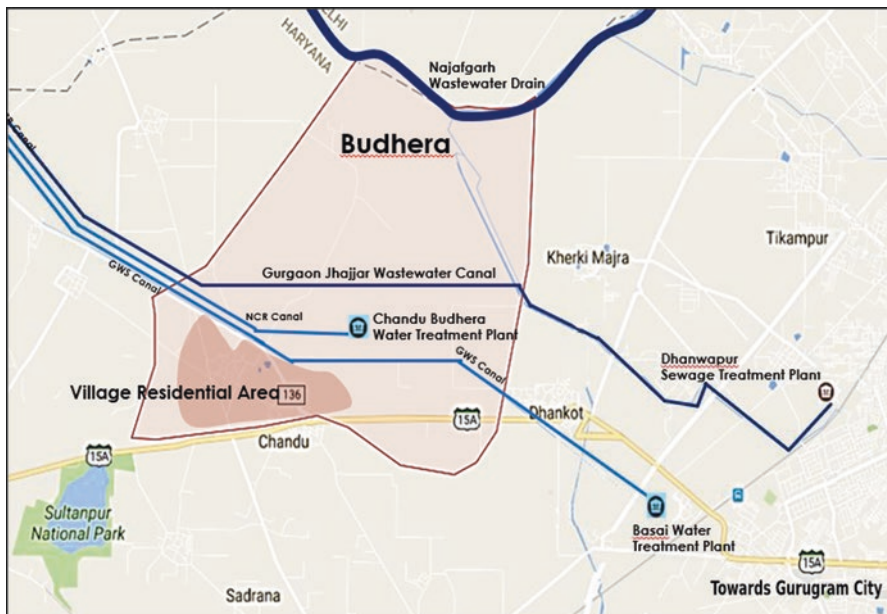 DELHI
HARYANA
Najafgarh
Wastewater Drain
Budhera
Canal
GWS Canal
Gurgaon Jhajjar Wastewater Canal
NCR Canal
Chandu Budhera
Water Treatment Plant
Kherki Majra
Tikampur
GWS Canal
Dhanwapur
Sewage Treatment Plant
Village Residential Area
136
Dhankot
15A
Chandu
15A
Sultanpur
National Park
Basai Water
Treatment Plant
15A
Sadrana
Towards Gurugram City